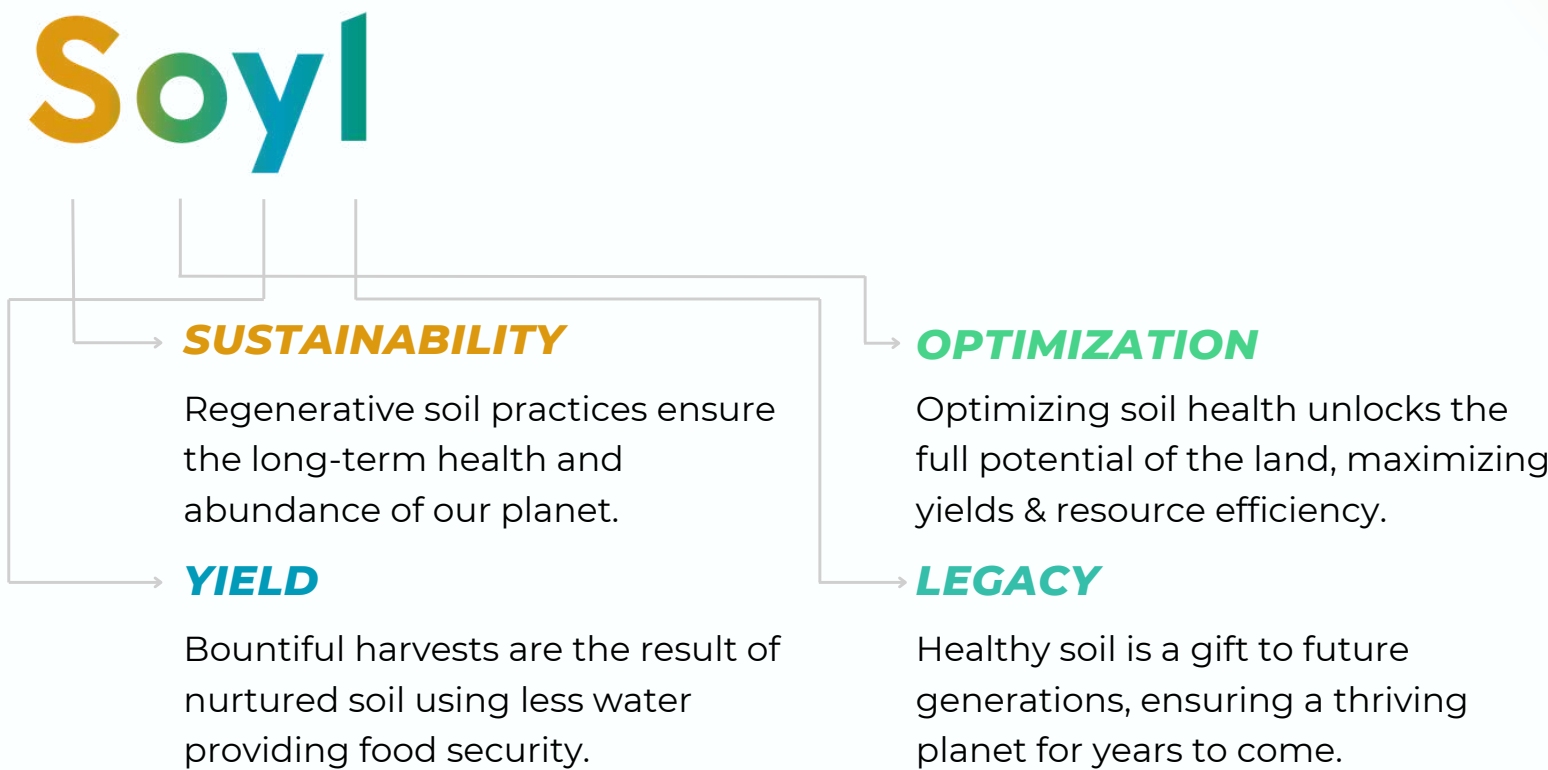 Soyl
SUSTAINABILITY
Regenerative soil practices ensure
the long-term health and
abundance of our planet.
OPTIMIZATION
Optimizing soil health unlocks the
full potential of the land, maximizing
yields & resource efficiency.
YIELD
Bountiful harvests are the result of
nurtured soil using less water
providing food security.
LEGACY
Healthy soil is a gift to future
generations, ensuring a thriving
planet for years to come.